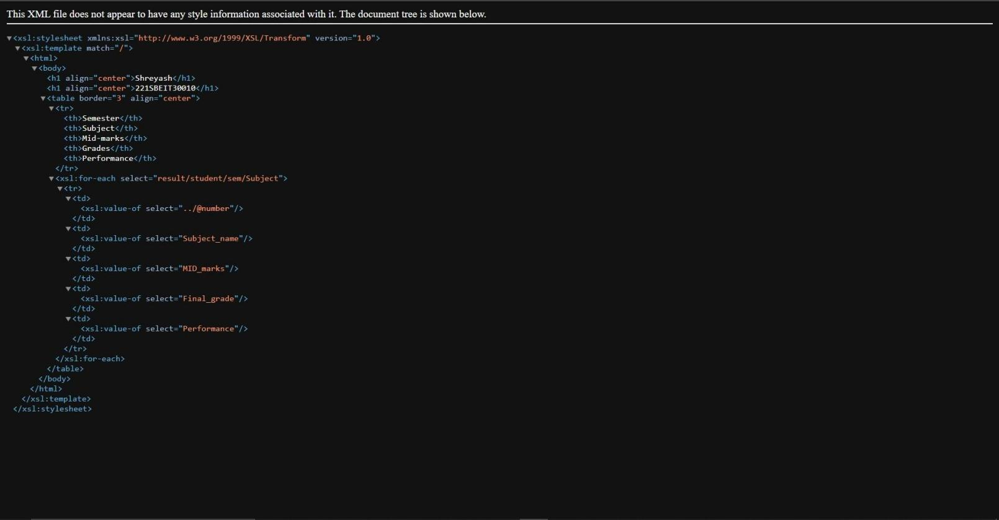 This XML file does not appear to have any style information associated with it. The document tree is shown below.
▼<xsl:stylesheet xmlns:xsl="http://www.w3.org/1999/XSL/Transform" version="1.0">
▼<xsl:template match="/">
▼<html>
▼<body>
<h1 align="center">Shreyash</h1>
<h1 align="center">221SBEIT30010</h1>
▼<table border="3" align="center">
▼<tr>
<th>Semester</th>
<th>Subject</th>
<th>Mid-marks</th>
<th>Grades</th>
<th>Performance</th>
</tr>
▼<xsl:for-each select="result/student/sem/Subject">
▼<tr>
▼<td>
<xsl:value-of select="../@number"/>
</td>
▼<td>
<xsl:value-of select="Subject_name"/>
</td>
▼<td>
<xsl:value-of select="MID_marks"/>
</td>
▼<td>
<xsl:value-of select="Final_grade"/>
</td>
▼<td>
<xsl:value-of select="Performance"/>
</td>
</tr>
</xsl:for-each>
</table>
</body>
</html>
</xsl:template>
</xsl:stylesheet>